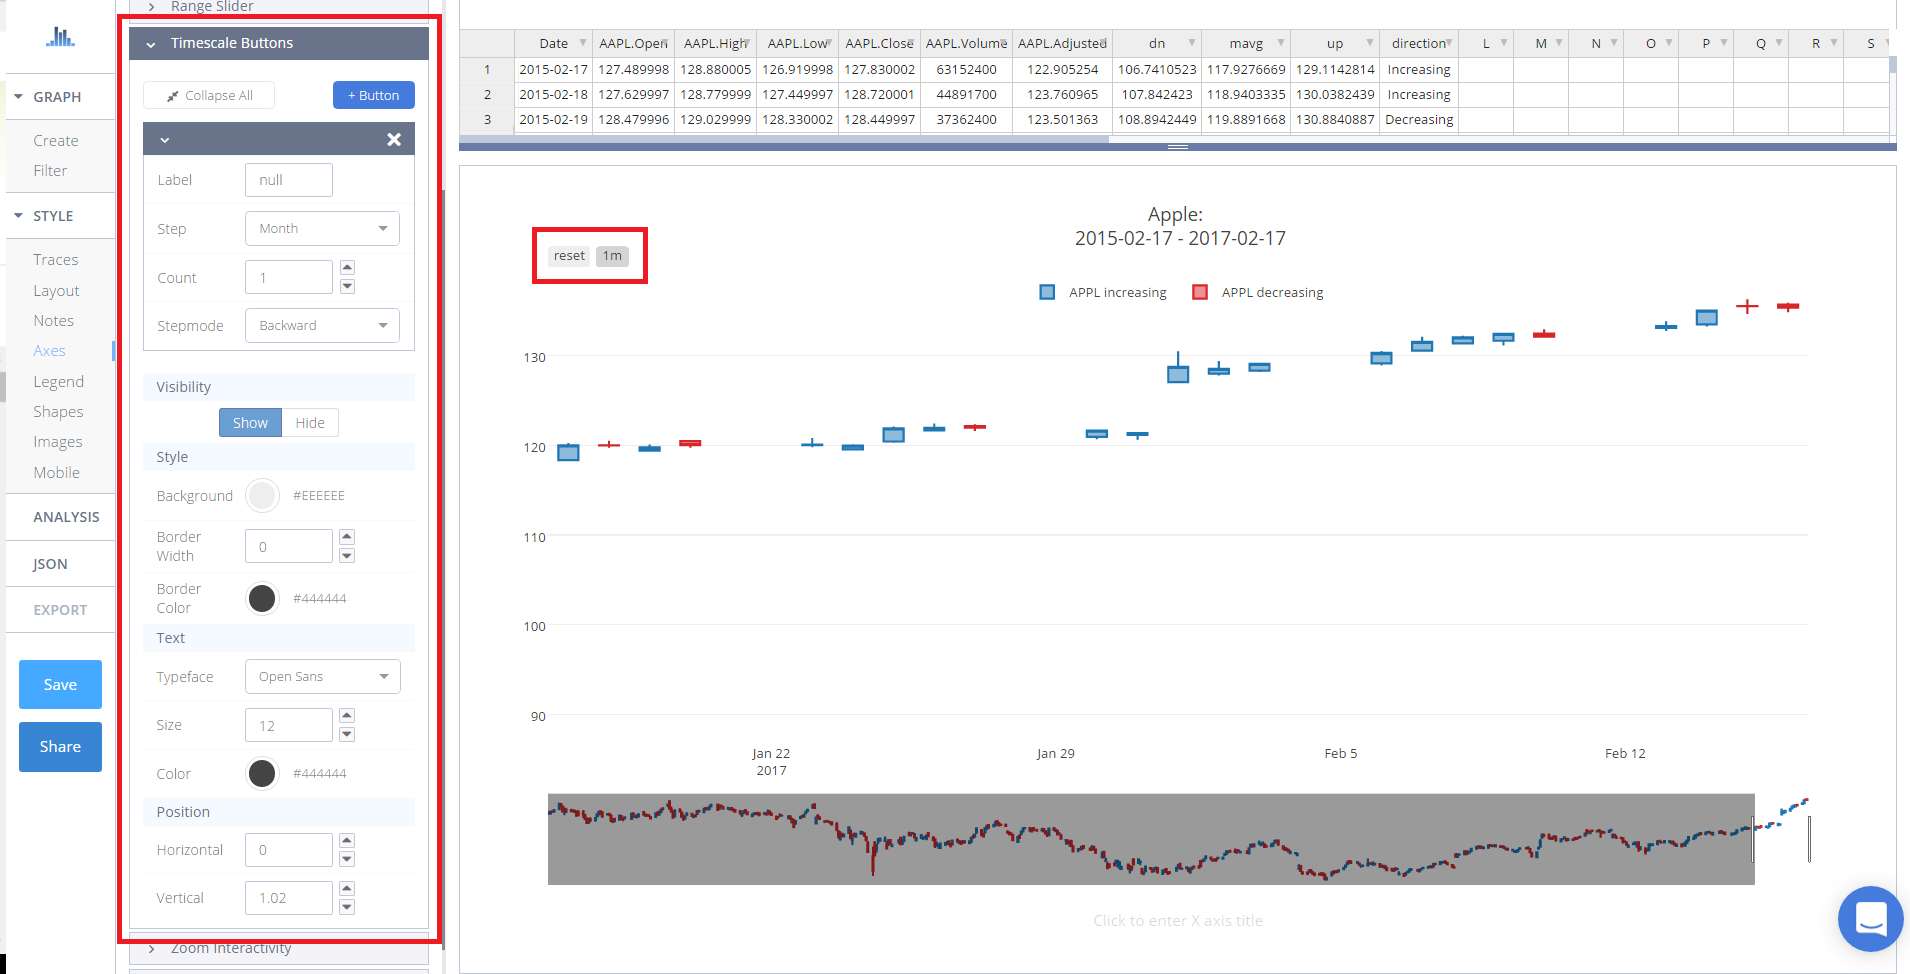 Range Slider
Timescale Buttons
Collapse All
+ Button
Label
null
Step
Month
Count
1
Stepmode
Backward
Visibility
Show Hide
Style
Background
#EEEEEE
Border Width
0
Border Color
#444444
Text
Typeface
Open Sans
Size
12
Color
#444444
Position
Horizontal
0
Vertical
1.02
Zoom Interactivity
GRAPH
Create
Filter
STYLE
Traces
Layout
Notes
Axes
Legend
Shapes
Images
Mobile
ANALYSIS
JSON
EXPORT
Save
Share
Date AAPL.Open AAPL.High AAPL.Low AAPL.Close AAPL.Volume AAPL.Adjusted dn mavg up direction L M N O P Q R S
1 2015-02-17 127.489998 128.880005 126.919998 127.830002 63152400 122.905254 106.7410523 117.9276669 129.1142814 Increasing
2 2015-02-18 127.629997 128.779999 127.449997 128.720001 44891700 123.760965 107.842423 118.9403335 130.0382439 Increasing
3 2015-02-19 128.479996 129.029999 128.330002 128.449997 37362400 123.501363 108.8942449 119.8891668 130.8840887 Decreasing
Apple:
2015-02-17 - 2017-02-17
reset 1m
APPL increasing APPL decreasing
130
120
110
100
90
Jan 22 Jan 29 Feb 5 Feb 12
2017
Click to enter X axis title